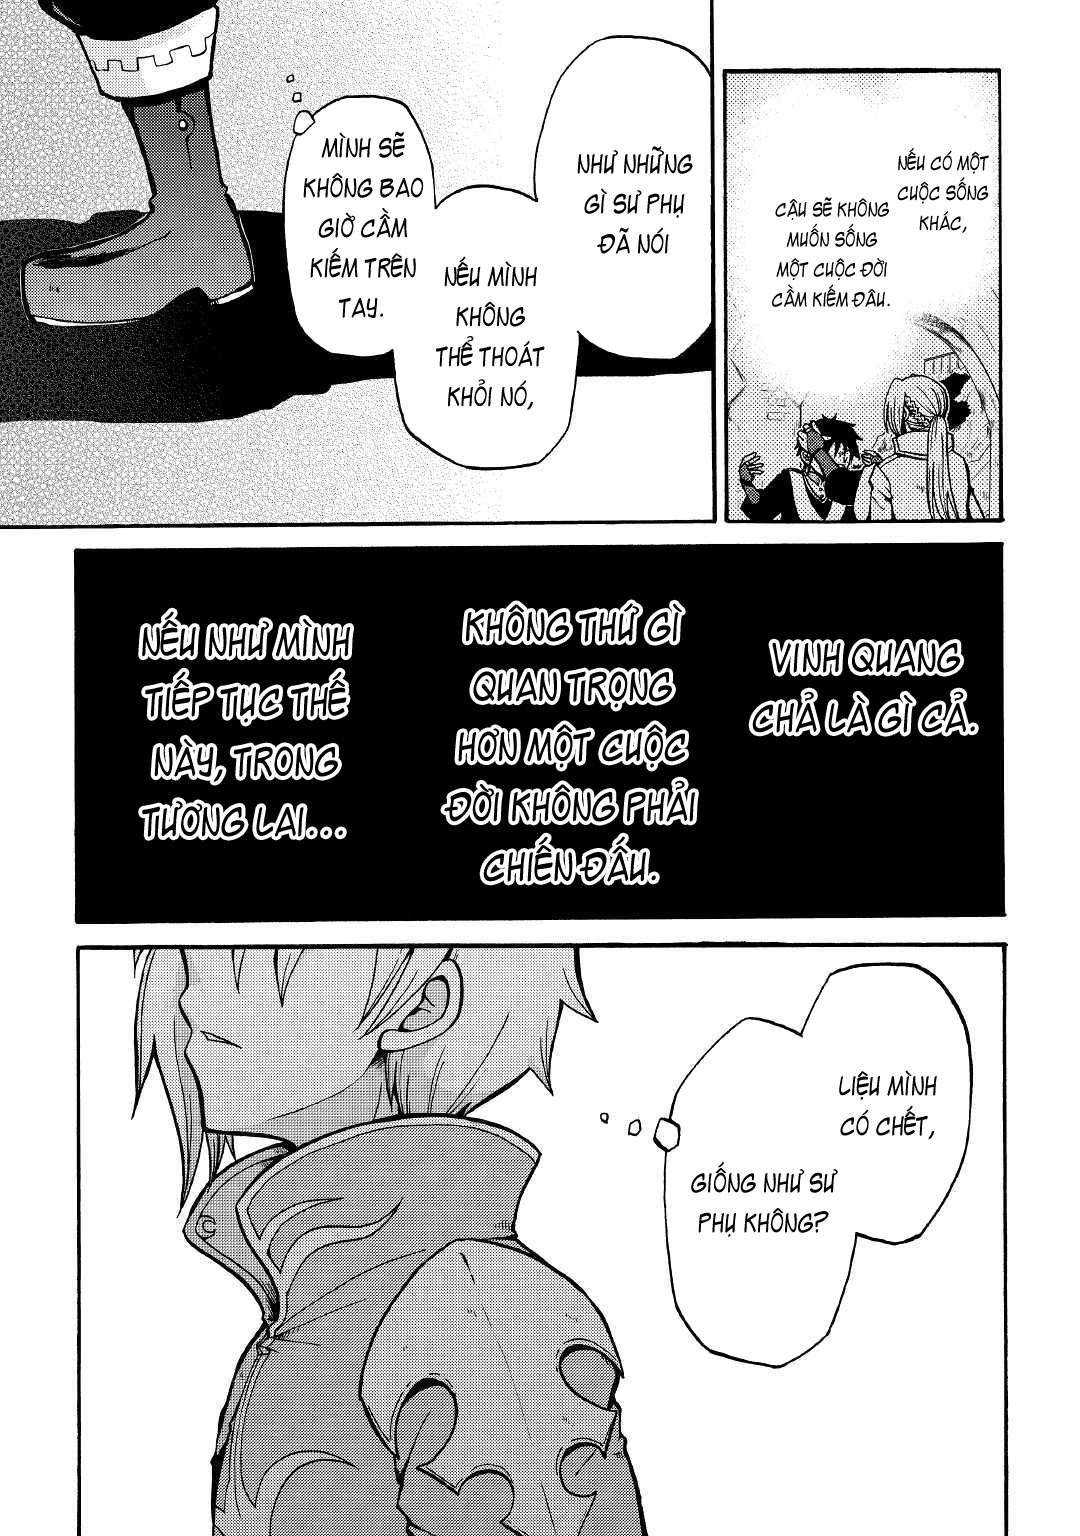 NẾU CÓ MỘT
CUỘC SỐNG
KHÁC,
CẬU SẼ KHÔNG
MUỐN SỐNG
MỘT CUỘC ĐỜI
CẦM KIẾM ĐÂU.
NHƯ NHỮNG
GÌ SƯ PHỤ
ĐÃ NÓI
NẾU MÌNH
KHÔNG
THỂ THOÁT
KHỎI NÓ,
MÌNH SẼ
KHÔNG BAO
GIỜ CẦM
KIẾM TRÊN
TAY.
VINH QUANG
CHẢ LÀ GÌ CẢ.
KHÔNG THỨ GÌ
QUAN TRỌNG
HƠN MỘT CUỘC
ĐỜI KHÔNG PHẢI
CHIẾN ĐẤU.
NẾU NHƯ MÌNH
TIẾP TỤC THẾ
NÀY, TRONG
TƯƠNG LAI...
LIỆU MÌNH
CÓ CHẾT,
GIỐNG NHƯ SƯ
PHỤ KHÔNG?